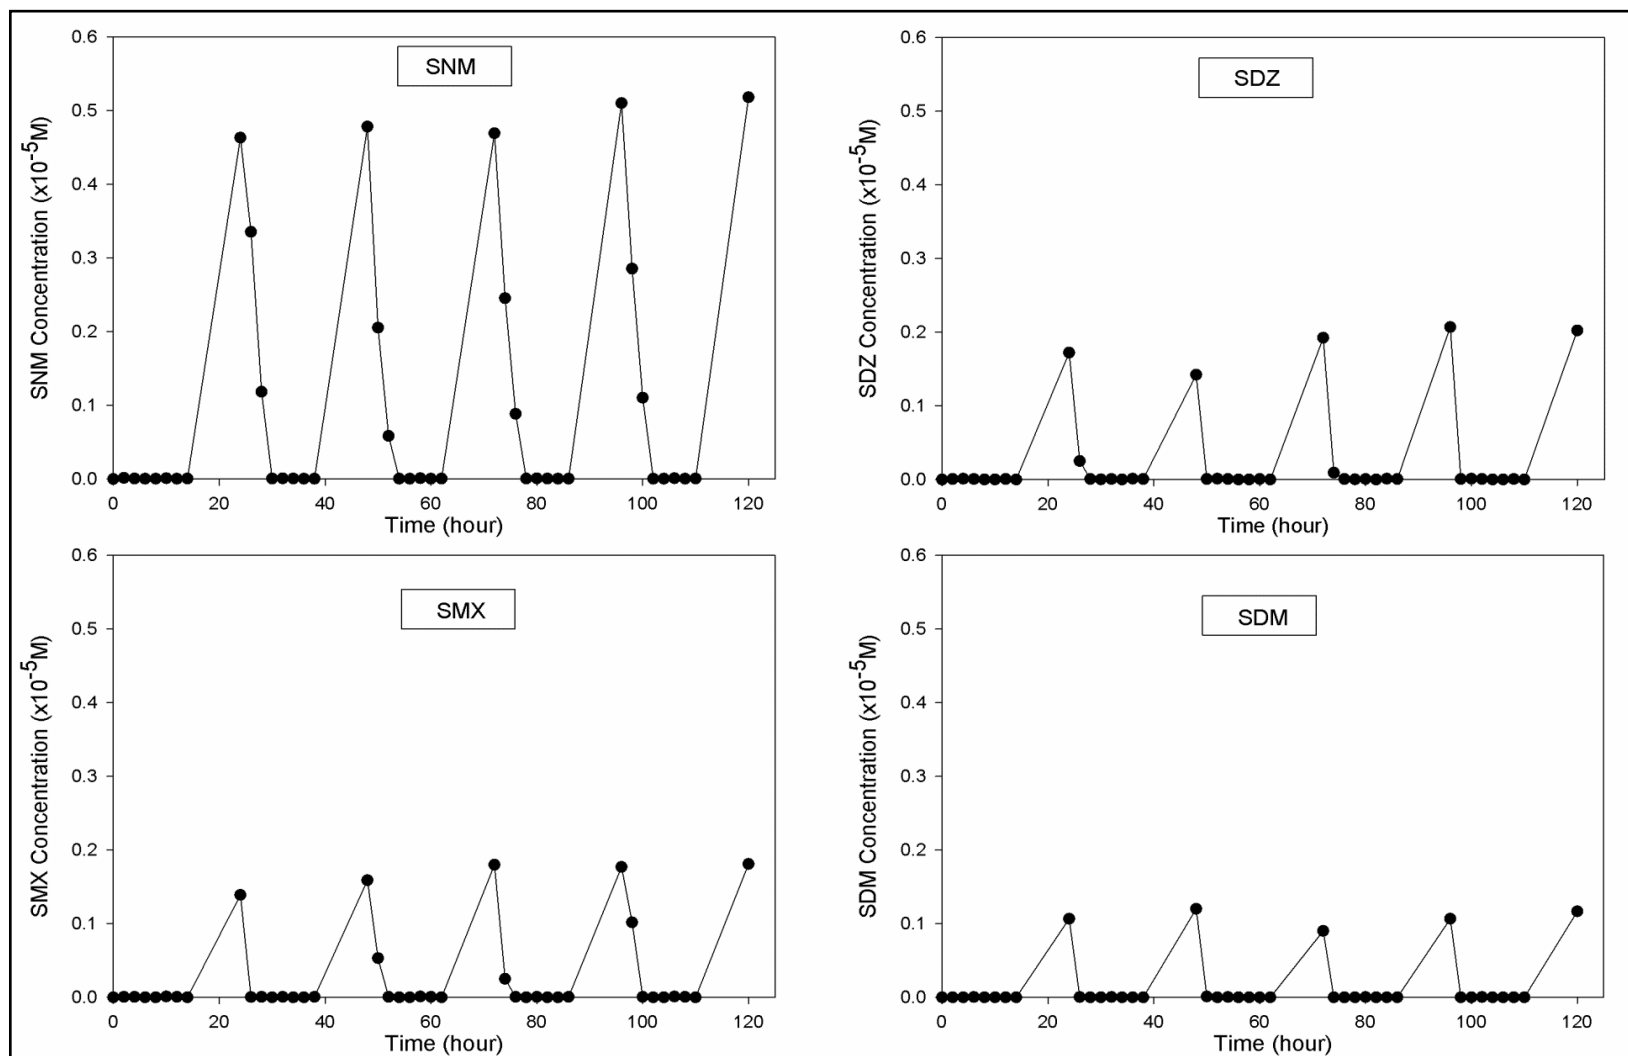 SNM
SNM Concentration (x10⁻⁵M)
0.6
0.5
0.4
0.3
0.2
0.1
0.0
0 20 40 60 80 100 120
Time (hour)
SDZ
SDZ Concentration (x10⁻⁵M)
0.6
0.5
0.4
0.3
0.2
0.1
0.0
0 20 40 60 80 100 120
Time (hour)
SMX
SMX Concentration (x10⁻⁵M)
0.6
0.5
0.4
0.3
0.2
0.1
0.0
0 20 40 60 80 100 120
Time (hour)
SDM
SDM Concentration (x10⁻⁵M)
0.6
0.5
0.4
0.3
0.2
0.1
0.0
0 20 40 60 80 100 120
Time (hour)